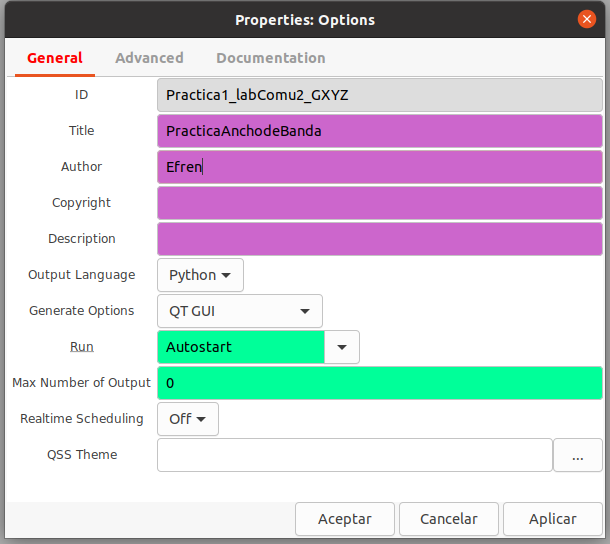 Properties: Options
General Advanced Documentation
ID Practica1_labComu2_GXYZ
Title PracticaAnchodeBanda
Author Efren
Copyright
Description
Output Language Python
Generate Options QT GUI
Run Autostart
Max Number of Output 0
Realtime Scheduling Off
QSS Theme ...
Aceptar Cancelar Aplicar